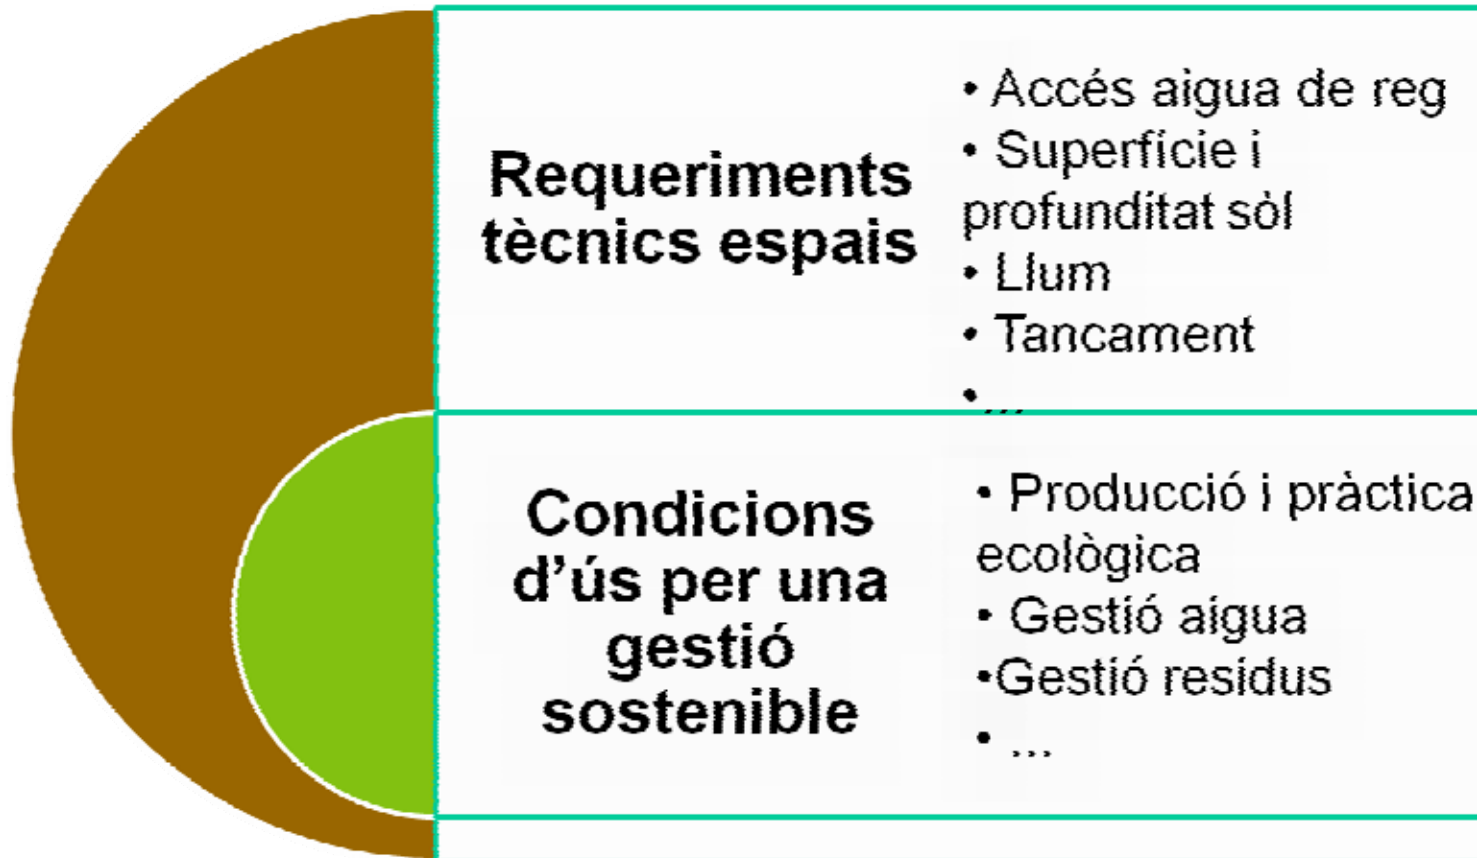 Requeriments
tècnics espais
• Accés aigua de reg
• Superfície i
profunditat sòl
• Llum
• Tancament
•...
Condicions
d’ús per una
gestió
sostenible
• Producció i pràctica
ecològica
• Gestió aigua
•Gestió residus
• ...